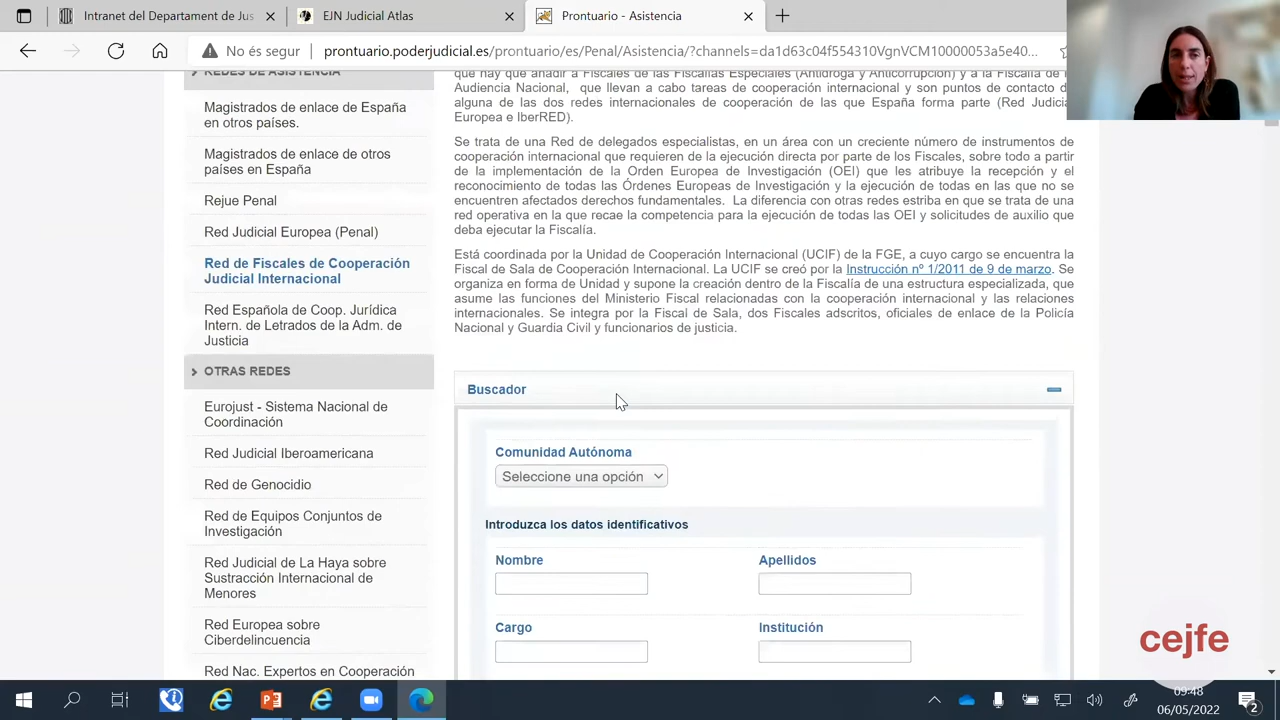 Intranet del Departament de Jus
EJN Judicial Atlas
Prontuario - Asistencia
No és segur
prontuario.poderjudicial.es/prontuario/es/Penal/Asistencia/?channels=da1d63c04f554310VgnVCM10000053a5e40...
REDES DE ASISTENCIA
Magistrados de enlace de España
en otros países.
Magistrados de enlace de otros
países en España
Rejue Penal
Red Judicial Europea (Penal)
Red de Fiscales de Cooperación
Judicial Internacional
Red Española de Coop. Jurídica
Intern. de Letrados de la Adm. de
Justicia
OTRAS REDES
Eurojust - Sistema Nacional de
Coordinación
Red Judicial Iberoamericana
Red de Genocidio
Red de Equipos Conjuntos de
Investigación
Red Judicial de La Haya sobre
Sustracción Internacional de
Menores
Red Europea sobre
Ciberdelincuencia
Red Nac. Expertos en Cooperación
que hay que añadir a Fiscales de las Fiscalías Especiales (Antidroga y Anticorrupción) y a la Fiscalía de l
Audiencia Nacional, que llevan a cabo tareas de cooperación internacional y son puntos de contacto d
alguna de las dos redes internacionales de cooperación de las que España forma parte (Red Judicia
Europea e IberRED).
Se trata de una Red de delegados especialistas, en un área con un creciente número de instrumentos
de cooperación internacional que requieren de la ejecución directa por parte de los Fiscales, sobre todo a partir
de la implementación de la Orden Europea de Investigación (OEI) que les atribuye la recepción y el
reconocimiento de todas las Órdenes Europeas de Investigación y la ejecución de todas en las que no se
encuentren afectados derechos fundamentales. La diferencia con otras redes estriba en que se trata de una
red operativa en la que recae la competencia para la ejecución de todas las OEI y solicitudes de auxilio que
deba ejecutar la Fiscalía.
Está coordinada por la Unidad de Cooperación Internacional (UCIF) de la FGE, a cuyo cargo se encuentra la
Fiscal de Sala de Cooperación Internacional. La UCIF se creó por la Instrucción nº 1/2011 de 9 de marzo. Se
organiza en forma de Unidad y supone la creación dentro de la Fiscalía de una estructura especializada, que
asume las funciones del Ministerio Fiscal relacionadas con la cooperación internacional y las relaciones
internacionales. Se integra por la Fiscal de Sala, dos Fiscales adscritos, oficiales de enlace de la Policía
Nacional y Guardia Civil y funcionarios de justicia.
Buscador
Comunidad Autónoma
Seleccione una opción
Introduzca los datos identificativos
Nombre
Apellidos
Cargo
Institución
cejfe
09:48
06/05/2022
2